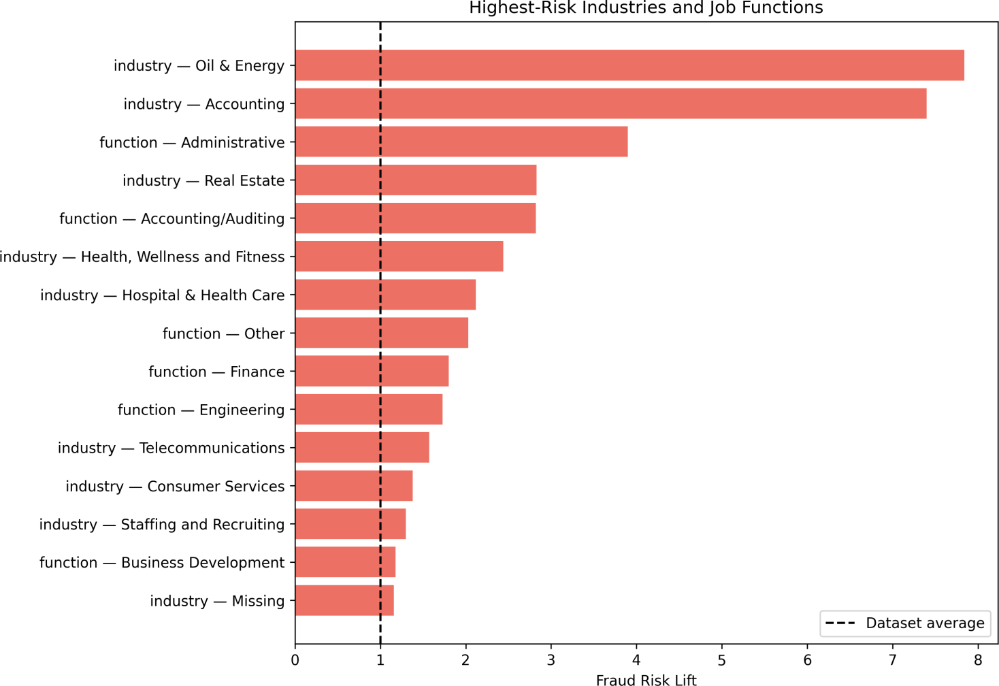 Highest-Risk Industries and Job Functions
industry — Oil & Energy
industry — Accounting
function — Administrative
industry — Real Estate
function — Accounting/Auditing
industry — Health, Wellness and Fitness
industry — Hospital & Health Care
function — Other
function — Finance
function — Engineering
industry — Telecommunications
industry — Consumer Services
industry — Staffing and Recruiting
function — Business Development
industry — Missing
Dataset average
0 1 2 3 4 5 6 7 8
Fraud Risk Lift